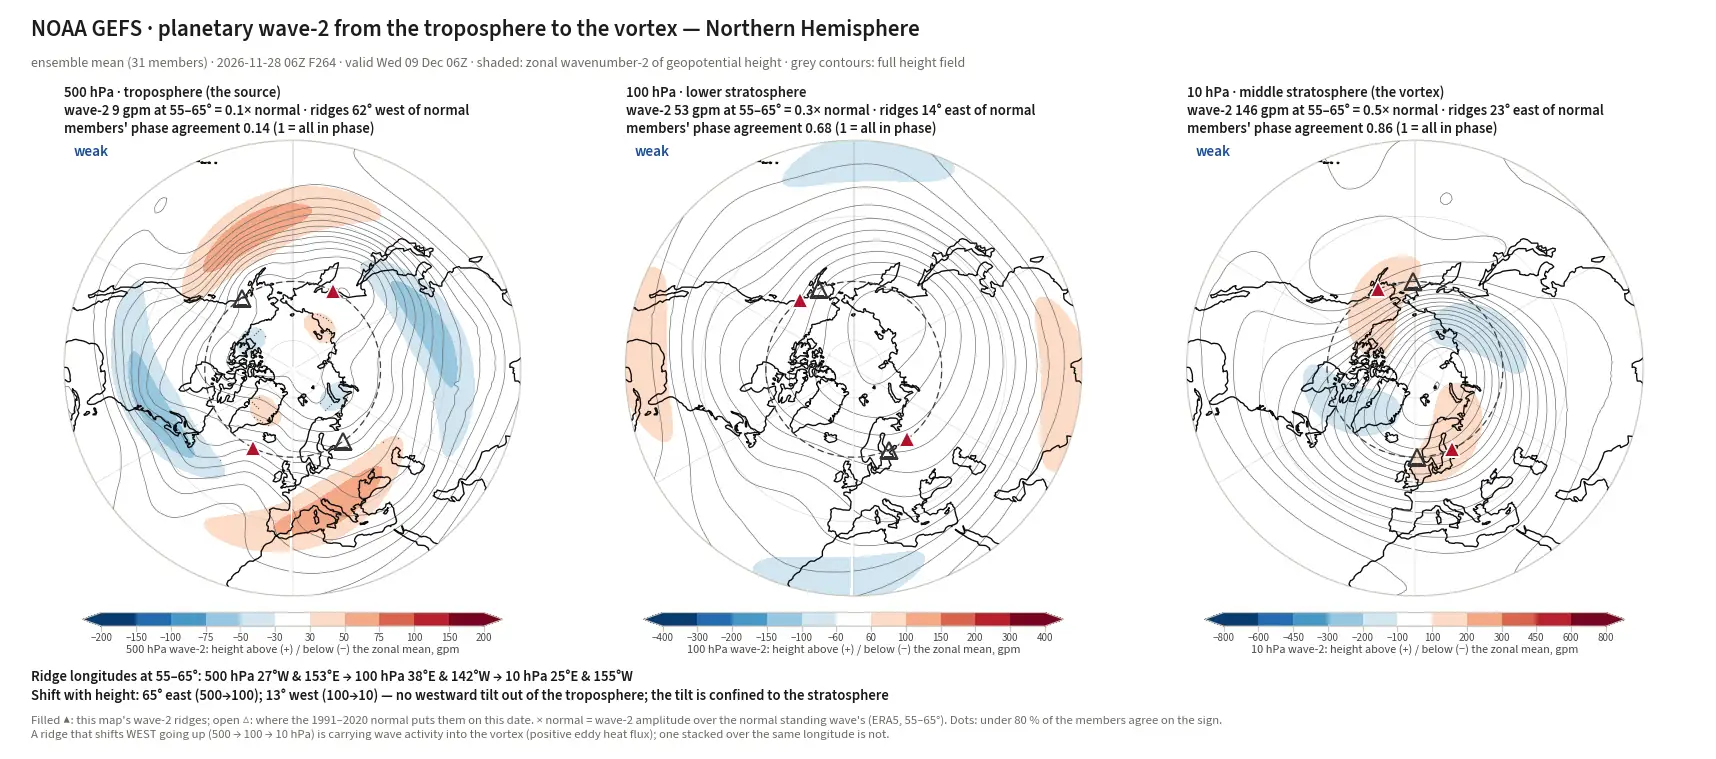 NOAA GEFS · planetary wave-2 from the troposphere to the vortex — Northern Hemisphere
ensemble mean (31 members) · 2026-11-28 06Z F264 · valid Wed 09 Dec 06Z · shaded: zonal wavenumber-2 of geopotential height · grey contours: full height field
500 hPa · troposphere (the source)
wave-2 9 gpm at 55–65° = 0.1× normal · ridges 62° west of normal
members' phase agreement 0.14 (1 = all in phase)
weak
100 hPa · lower stratosphere
wave-2 53 gpm at 55–65° = 0.3× normal · ridges 14° east of normal
members' phase agreement 0.68 (1 = all in phase)
weak
10 hPa · middle stratosphere (the vortex)
wave-2 146 gpm at 55–65° = 0.5× normal · ridges 23° east of normal
members' phase agreement 0.86 (1 = all in phase)
weak
−200 −150 −100 −75 −50 −30 30 50 75 100 150 200
500 hPa wave-2: height above (+) / below (−) the zonal mean, gpm
−400 −300 −200 −150 −100 −60 60 100 150 200 300 400
100 hPa wave-2: height above (+) / below (−) the zonal mean, gpm
−800 −600 −450 −300 −200 −100 100 200 300 450 600 800
10 hPa wave-2: height above (+) / below (−) the zonal mean, gpm
Ridge longitudes at 55–65°: 500 hPa 27°W & 153°E → 100 hPa 38°E & 142°W → 10 hPa 25°E & 155°W
Shift with height: 65° east (500→100); 13° west (100→10) — no westward tilt out of the troposphere; the tilt is confined to the stratosphere
Filled ▲: this map's wave-2 ridges; open △: where the 1991–2020 normal puts them on this date. × normal = wave-2 amplitude over the normal standing wave's (ERA5, 55–65°). Dots: under 80 % of the members agree on the sign.
A ridge that shifts WEST going up (500 → 100 → 10 hPa) is carrying wave activity into the vortex (positive eddy heat flux); one stacked over the same longitude is not.